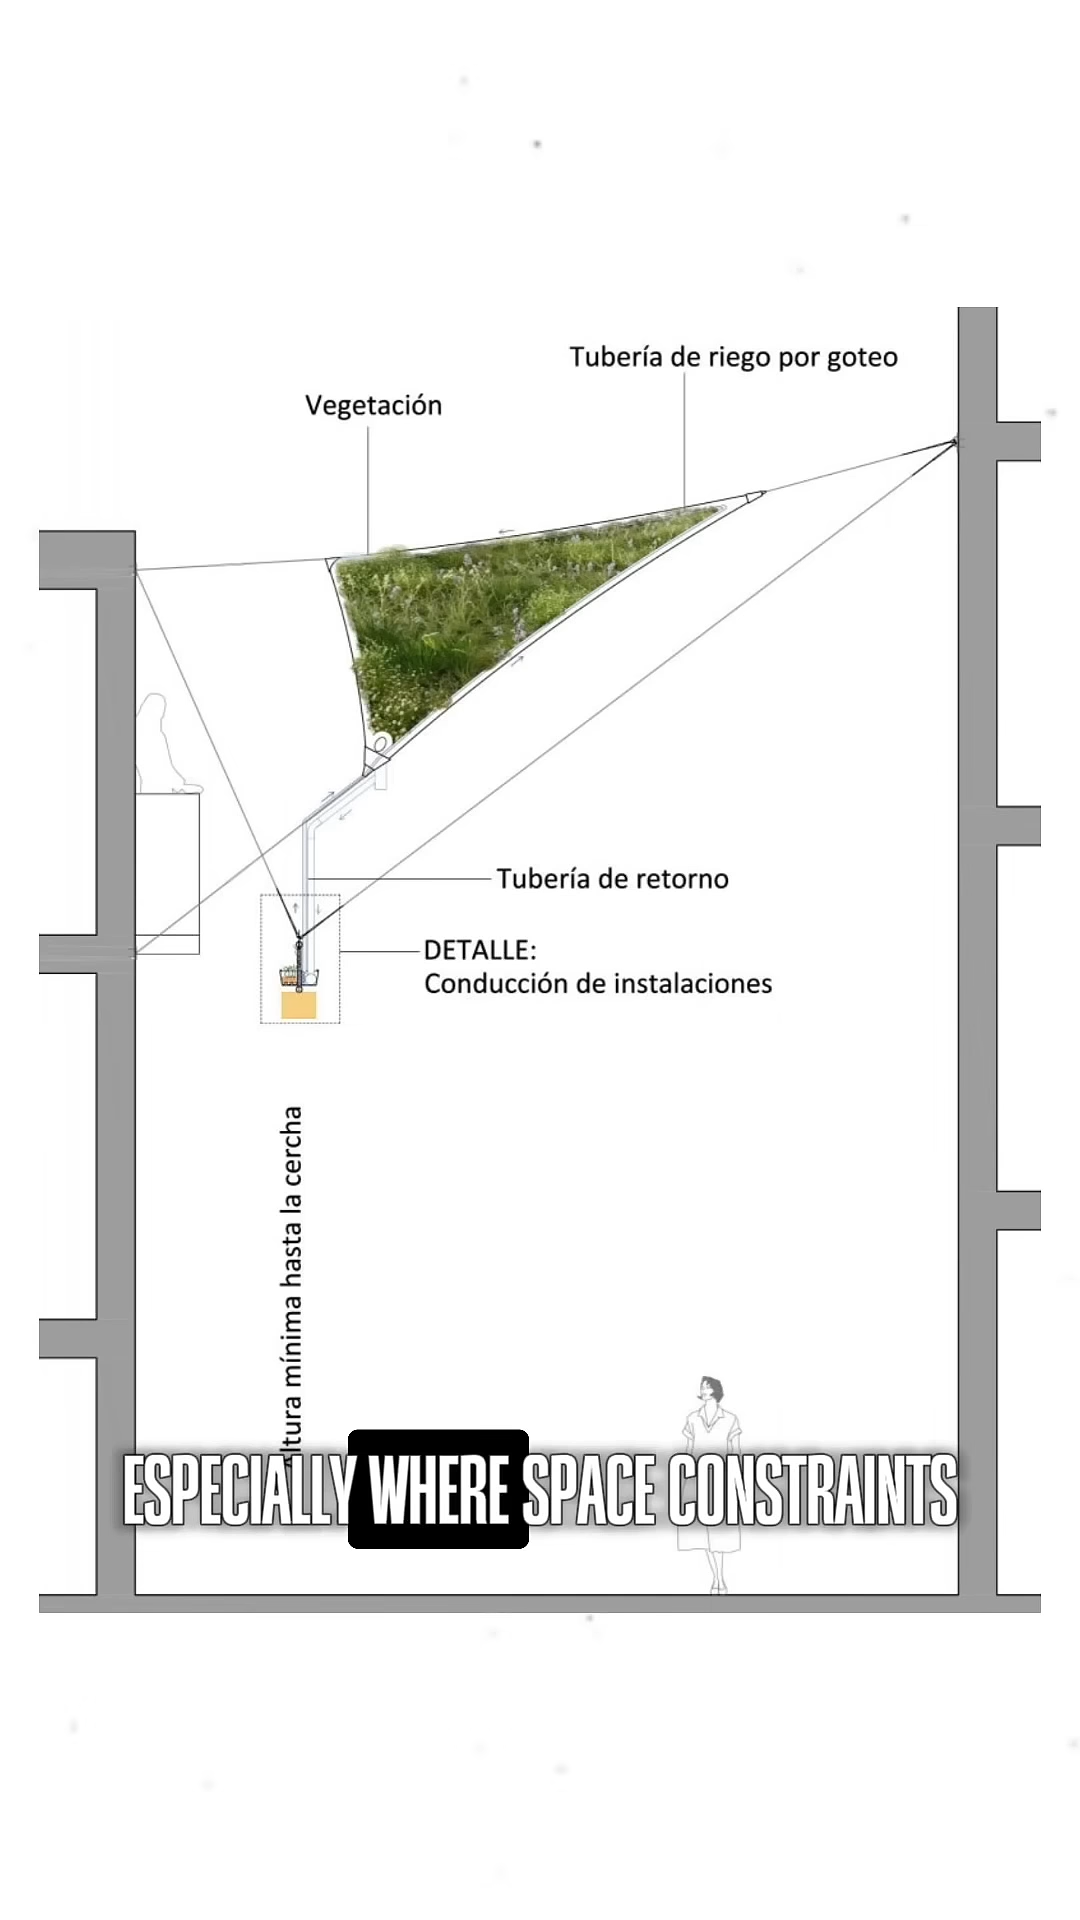 Tubería de riego por goteo
Vegetación
Tubería de retorno
DETALLE:
Conducción de instalaciones
Altura mínima hasta la cercha
ESPECIALLY WHERE SPACE CONSTRAINTS